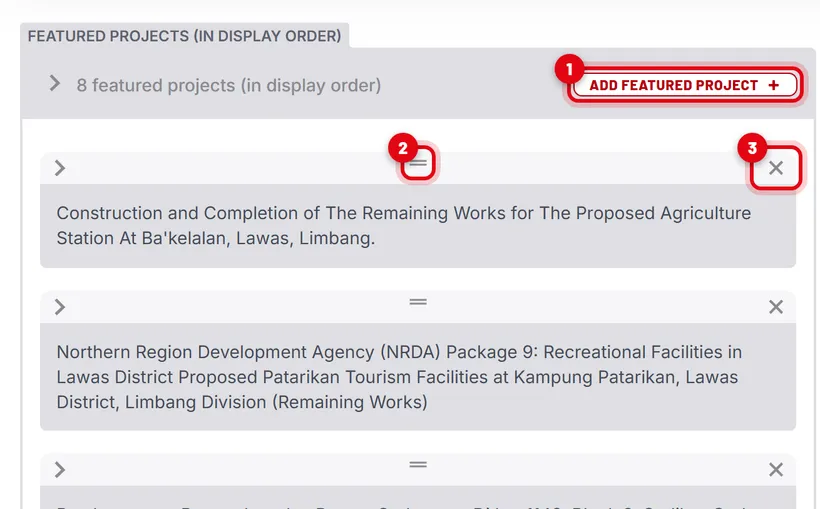 FEATURED PROJECTS (IN DISPLAY ORDER)
8 featured projects (in display order)
1
ADD FEATURED PROJECT +
2
3
Construction and Completion of The Remaining Works for The Proposed Agriculture
Station At Ba'kelalan, Lawas, Limbang.
Northern Region Development Agency (NRDA) Package 9: Recreational Facilities in
Lawas District Proposed Patarikan Tourism Facilities at Kampung Patarikan, Lawas
District, Limbang Division (Remaining Works)